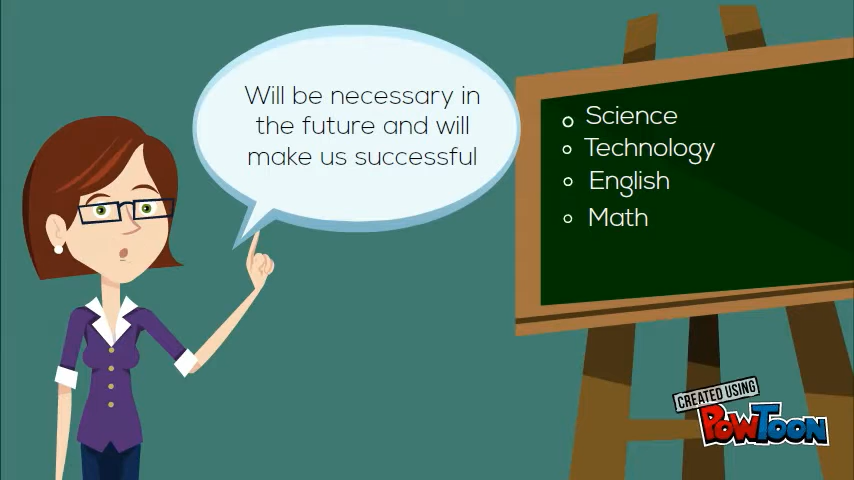 Will be necessary in
the future and will
make us successful
Science
Technology
English
Math
CREATED USING
POWTOON